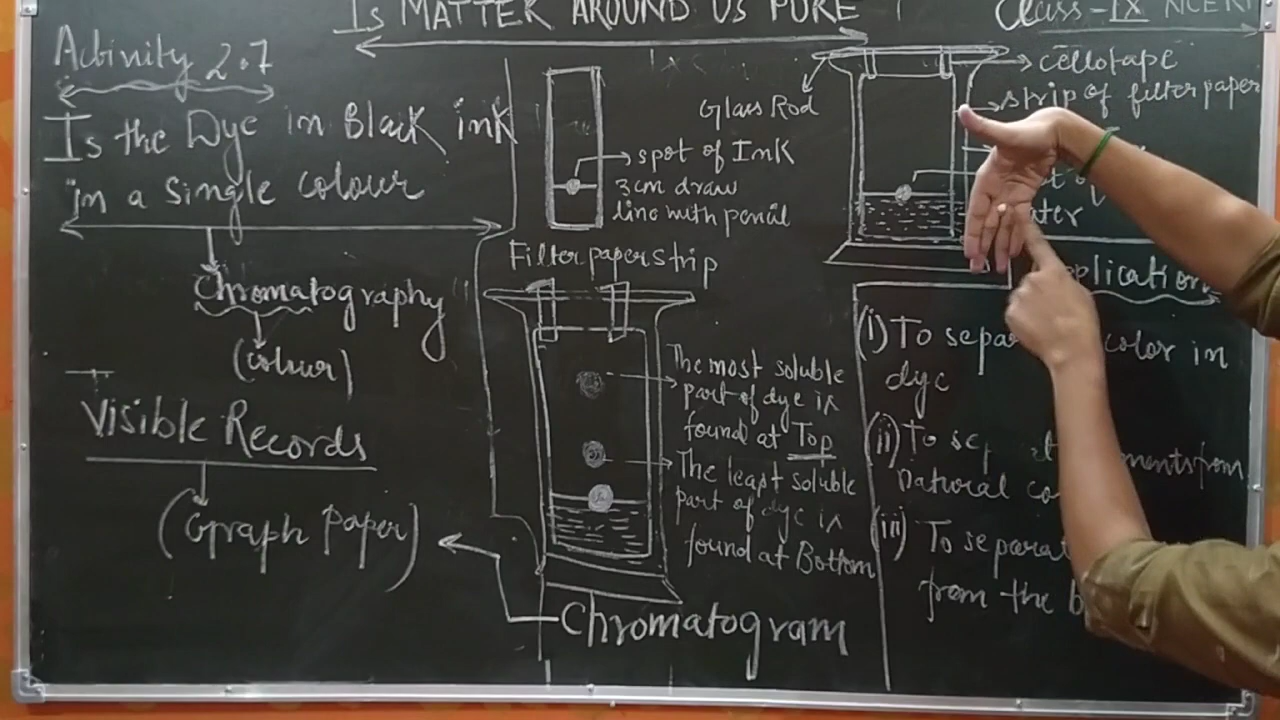 Is MATTER AROUND US PURE
Class-IX NCERT
Activity 2.7
Is the Dye in Black ink
in a single colour
Chromatography
(colour)
Visible Records
(Graph Paper)
spot of Ink
3cm draw
line with pencil
Filter paper strip
The most soluble
part of dye is
found at Top
The least soluble
part of dye is
found at Bottom
Chromatogram
Glass Rod
cellotape
strip of filter paper
(i) To color in
dye
(ii) To from
natural
(iii) To
from the